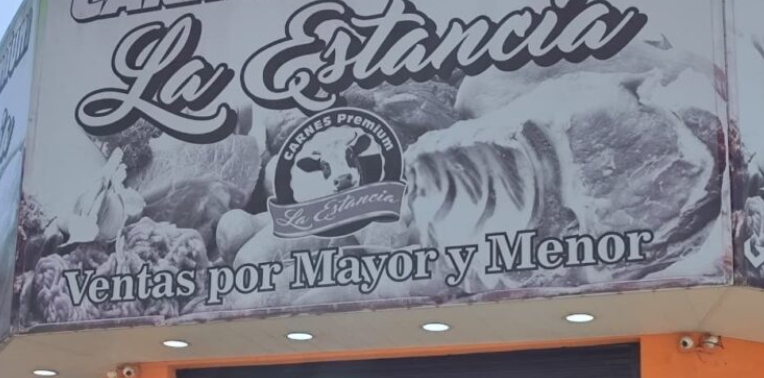 La Estancia
CARNES Premium
La Estancia
Ventas por Mayor y Menor